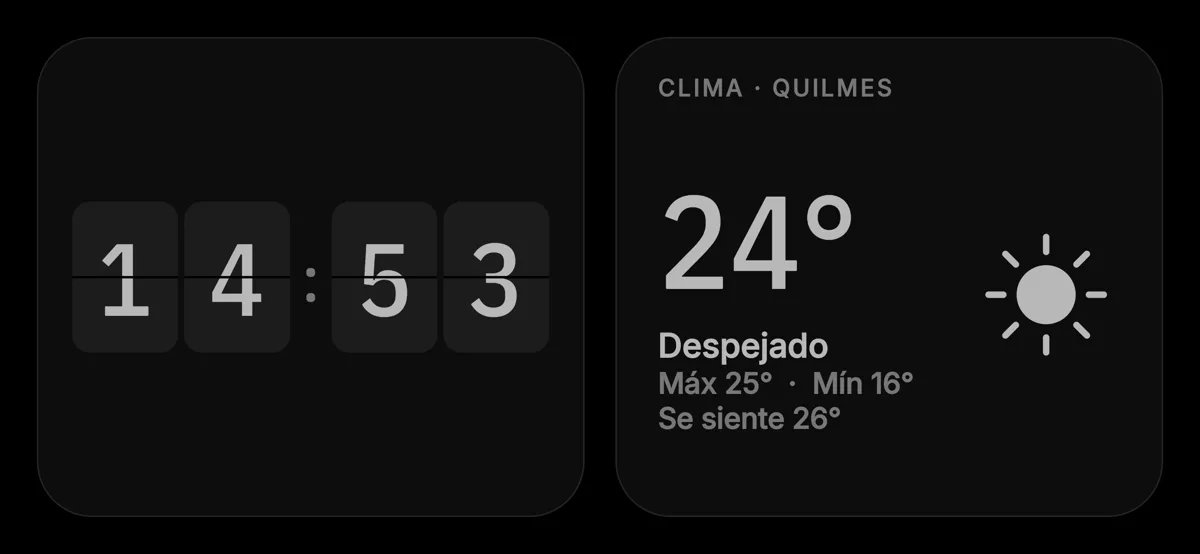 14:53
CLIMA · QUILMES
24°
Despejado
Máx 25° · Mín 16°
Se siente 26°